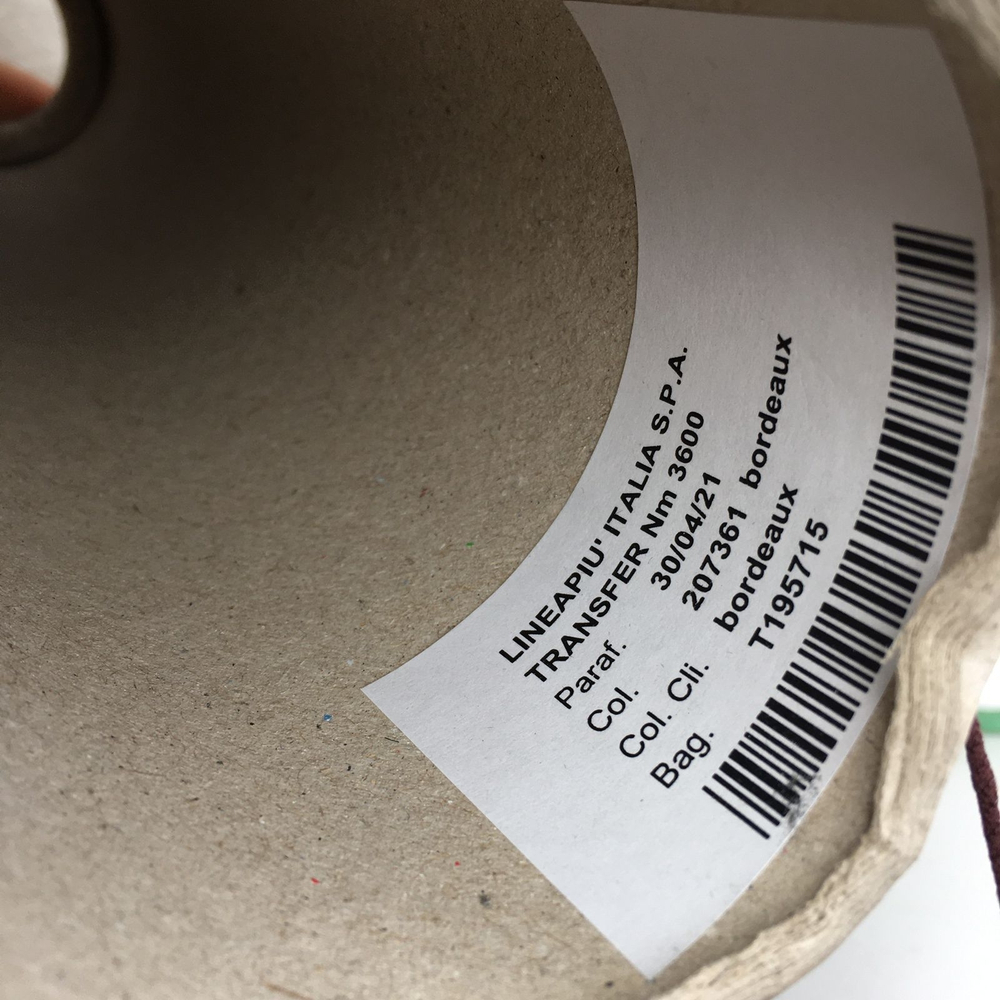 LINEAPIU' ITALIA S.P.A.
TRANSFER Nm 3600
Paraf. 30/04/21
Col. 207361 bordeaux
Col. Cli. bordeaux
Bag. T195715